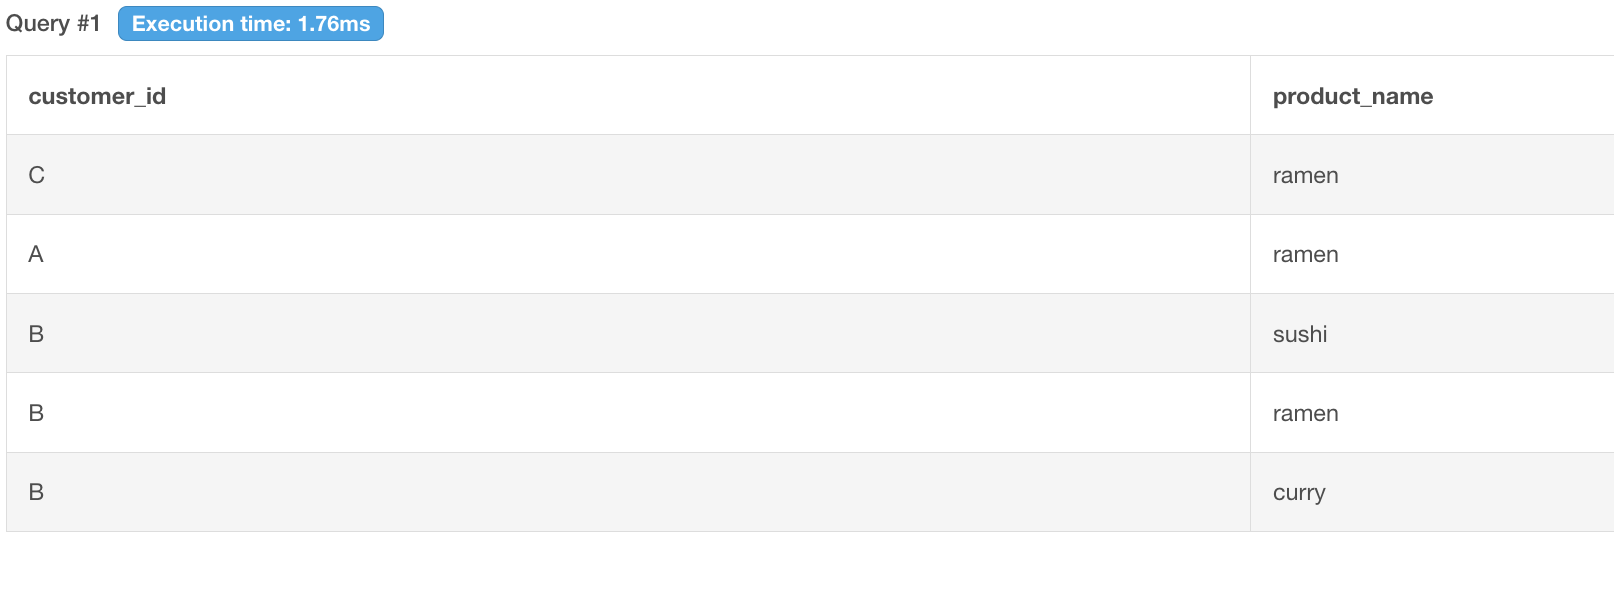 Query #1 Execution time: 1.76ms
customer_id product_name
C ramen
A ramen
B sushi
B ramen
B curry